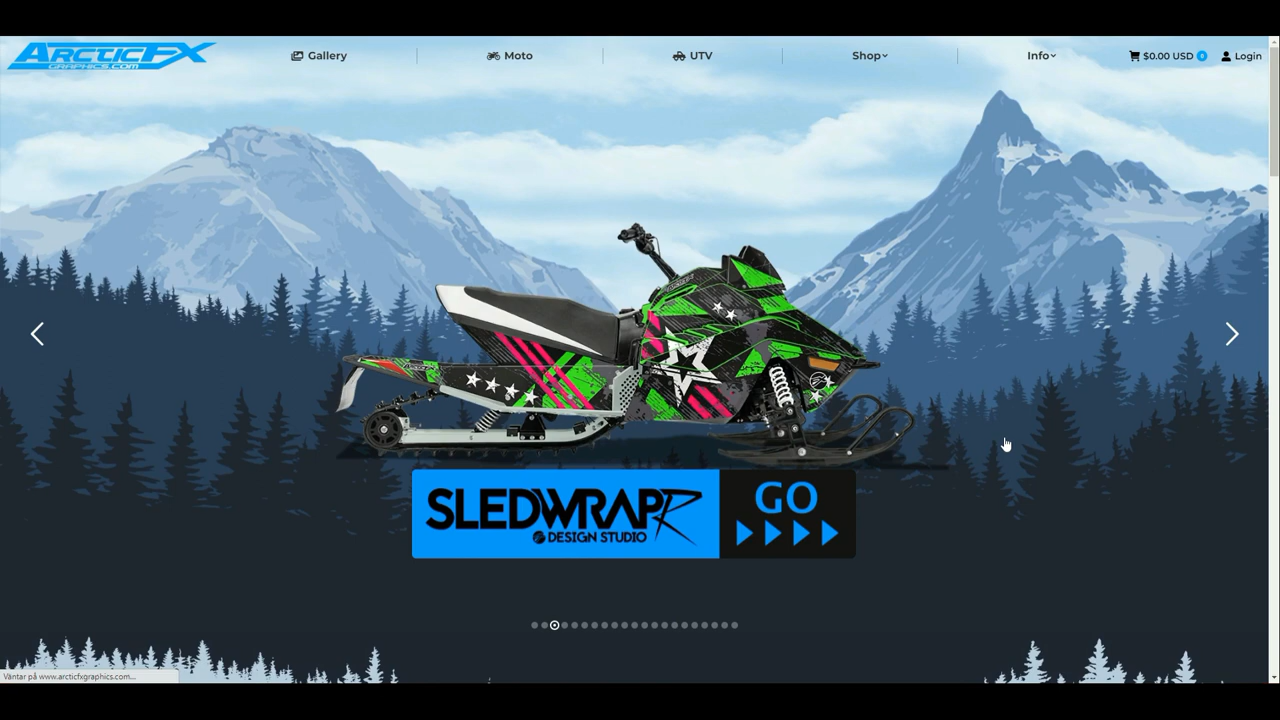 ARCTICFX
GRAPHICS.COM
Gallery
Moto
UTV
Shop
Info
$0.00 USD 0
Login
SLEDWRAPR
DESIGN STUDIO
GO
Väntar på www.arcticfxgraphics.com...